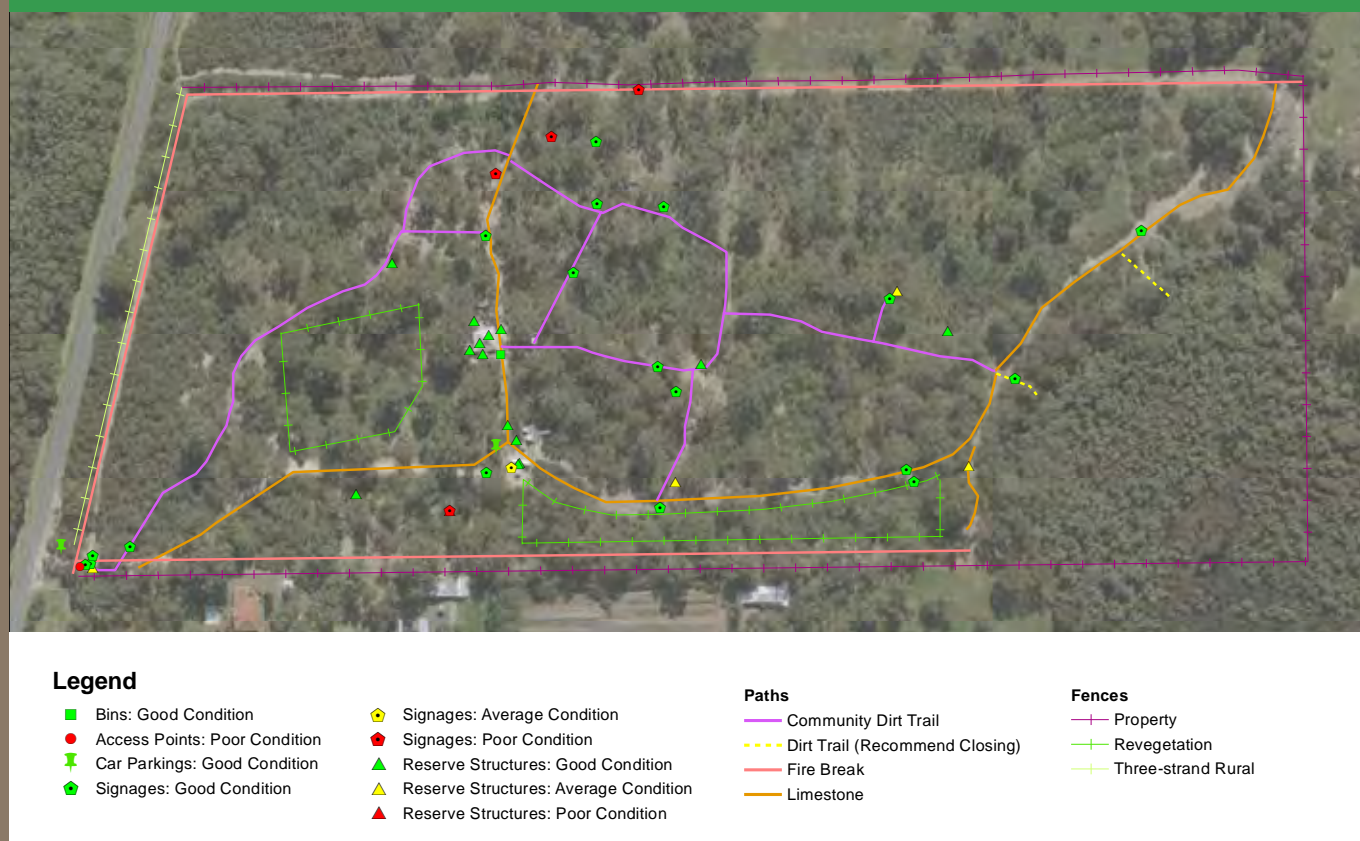 Legend
Bins: Good Condition
Access Points: Poor Condition
Car Parkings: Good Condition
Signages: Good Condition
Signages: Average Condition
Signages: Poor Condition
Reserve Structures: Good Condition
Reserve Structures: Average Condition
Reserve Structures: Poor Condition
Paths
Community Dirt Trail
Dirt Trail (Recommend Closing)
Fire Break
Limestone
Fences
Property
Revegetation
Three-strand Rural